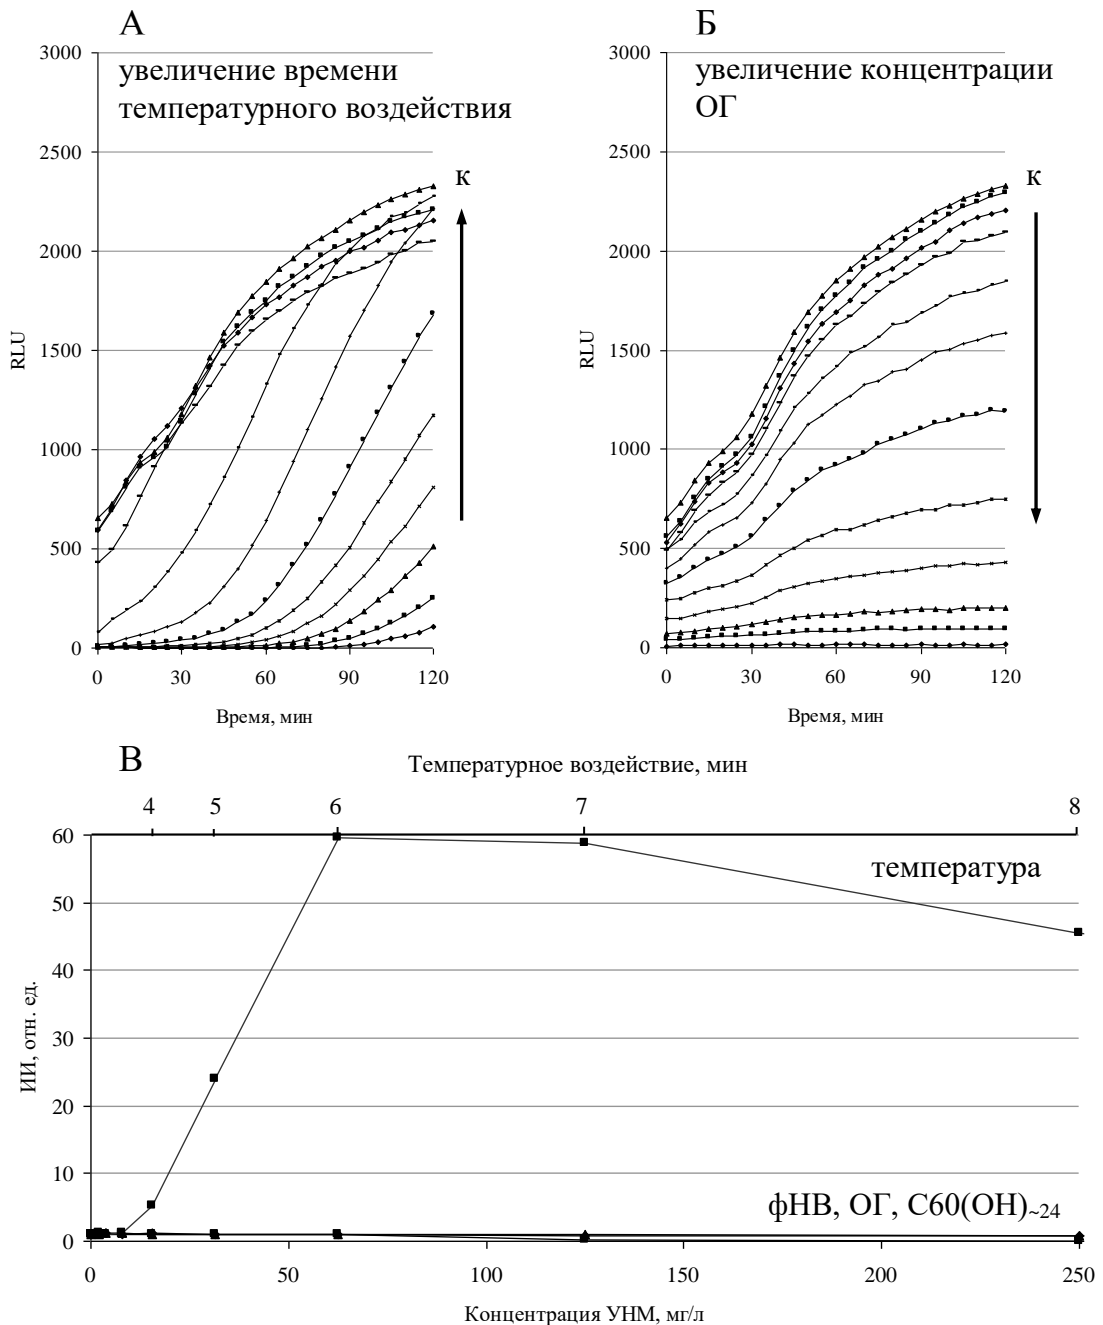 А
увеличение времени
температурного воздействия
3000
2500
2000
1500
1000
500
0
RLU
к
0 30 60 90 120
Время, мин
Б
увеличение концентрации
ОГ
3000
2500
2000
1500
1000
500
0
RLU
к
0 30 60 90 120
Время, мин
В
Температурное воздействие, мин
4 5 6 7 8
60
50
40
30
20
10
0
ИИ, отн. ед.
температура
фНВ, ОГ, С60(ОН)~24
0 50 100 150 200 250
Концентрация УНМ, мг/л